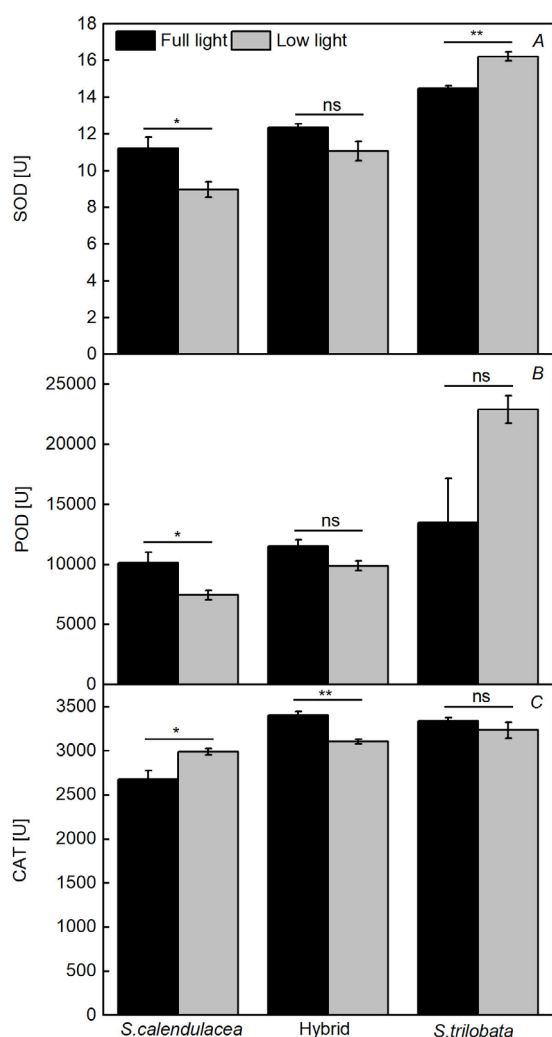 18
Full light
Low light
**
A
16
14
ns
*
12
SOD [U]
10
8
6
4
2
0
B
25000
ns
20000
POD [U]
15000
ns
*
10000
5000
0
C
3500
**
ns
*
3000
2500
CAT [U]
2000
1500
1000
500
0
S.calendulacea
Hybrid
S.trilobata